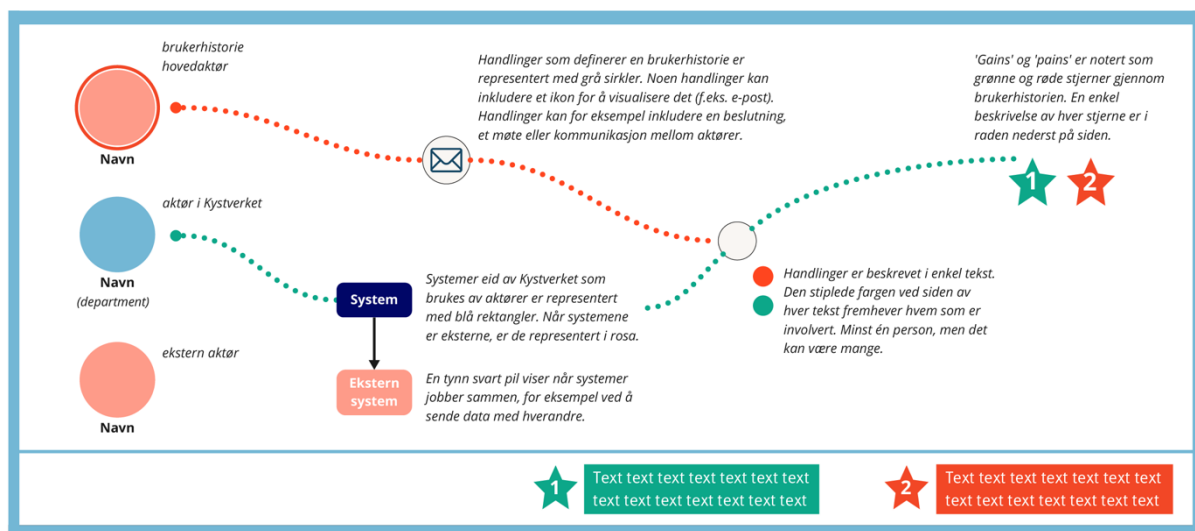 brukerhistorie
hovedaktør
Navn
Handlinger som definerer en brukerhistorie er
representert med grå sirkler. Noen handlinger kan
inkludere et ikon for å visualisere det (f.eks. e-post).
Handlinger kan for eksempel inkludere en beslutning,
et møte eller kommunikasjon mellom aktører.
'Gains' og 'pains' er notert som
grønne og røde stjerner gjennom
brukerhistorien. En enkel
beskrivelse av hver stjerne er i
raden nederst på siden.
1
2
aktør i Kystverket
Navn
(department)
System
Systemer eid av Kystverket som
brukes av aktører er representert
med blå rektangler. Når systemene
er eksterne, er de representert i rosa.
Handlinger er beskrevet i enkel tekst.
Den stiplede fargen ved siden av
hver tekst fremhever hvem som er
involvert. Minst én person, men det
kan være mange.
ekstern aktør
Navn
Ekstern
system
En tynn svart pil viser når systemer
jobber sammen, for eksempel ved å
sende data med hverandre.
1
Text text text text text text text
text text text text text text text
2
Text text text text text text text
text text text text text text text